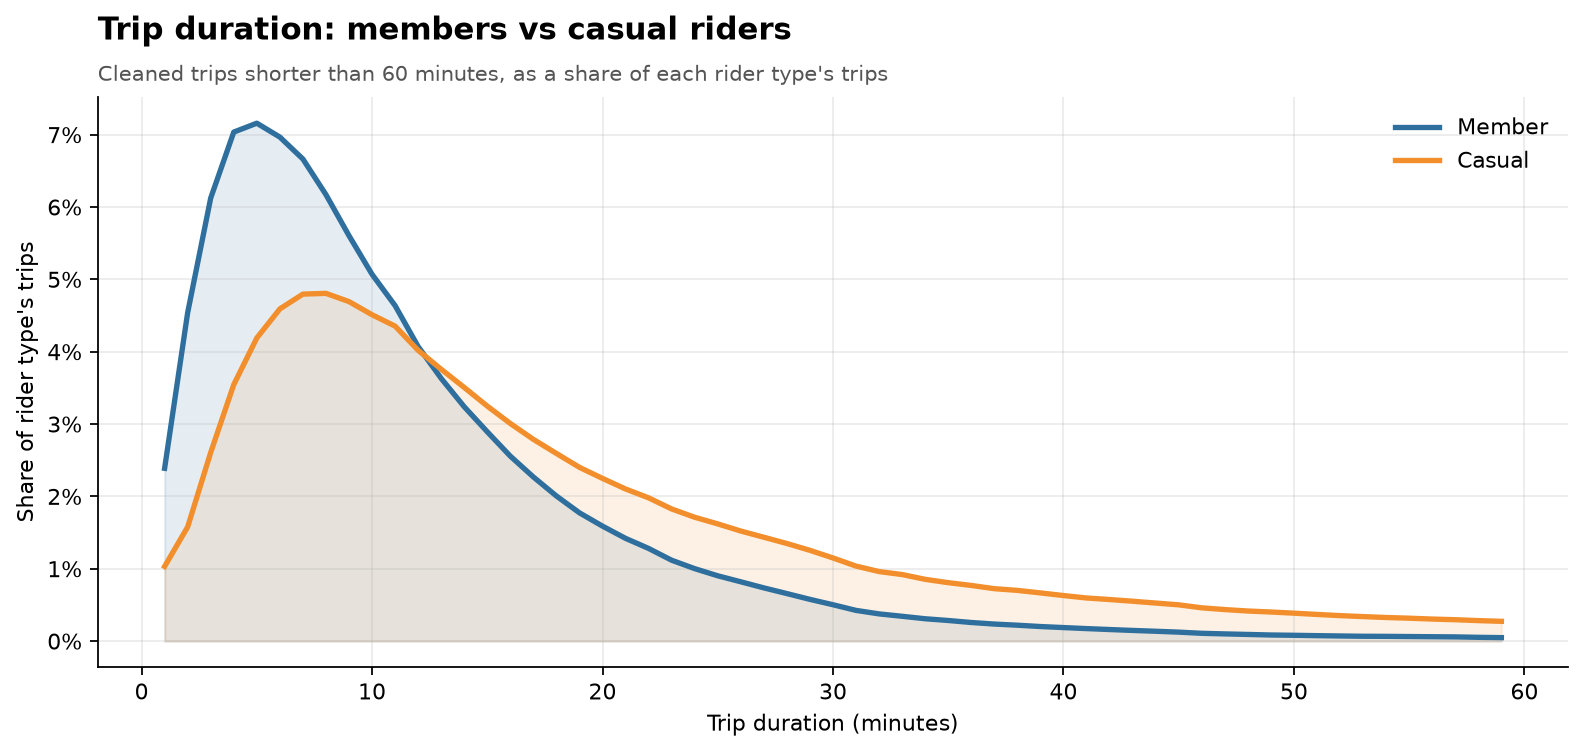 Trip duration: members vs casual riders
Cleaned trips shorter than 60 minutes, as a share of each rider type's trips
Member
Casual
Share of rider type's trips
7%
6%
5%
4%
3%
2%
1%
0%
0 10 20 30 40 50 60
Trip duration (minutes)